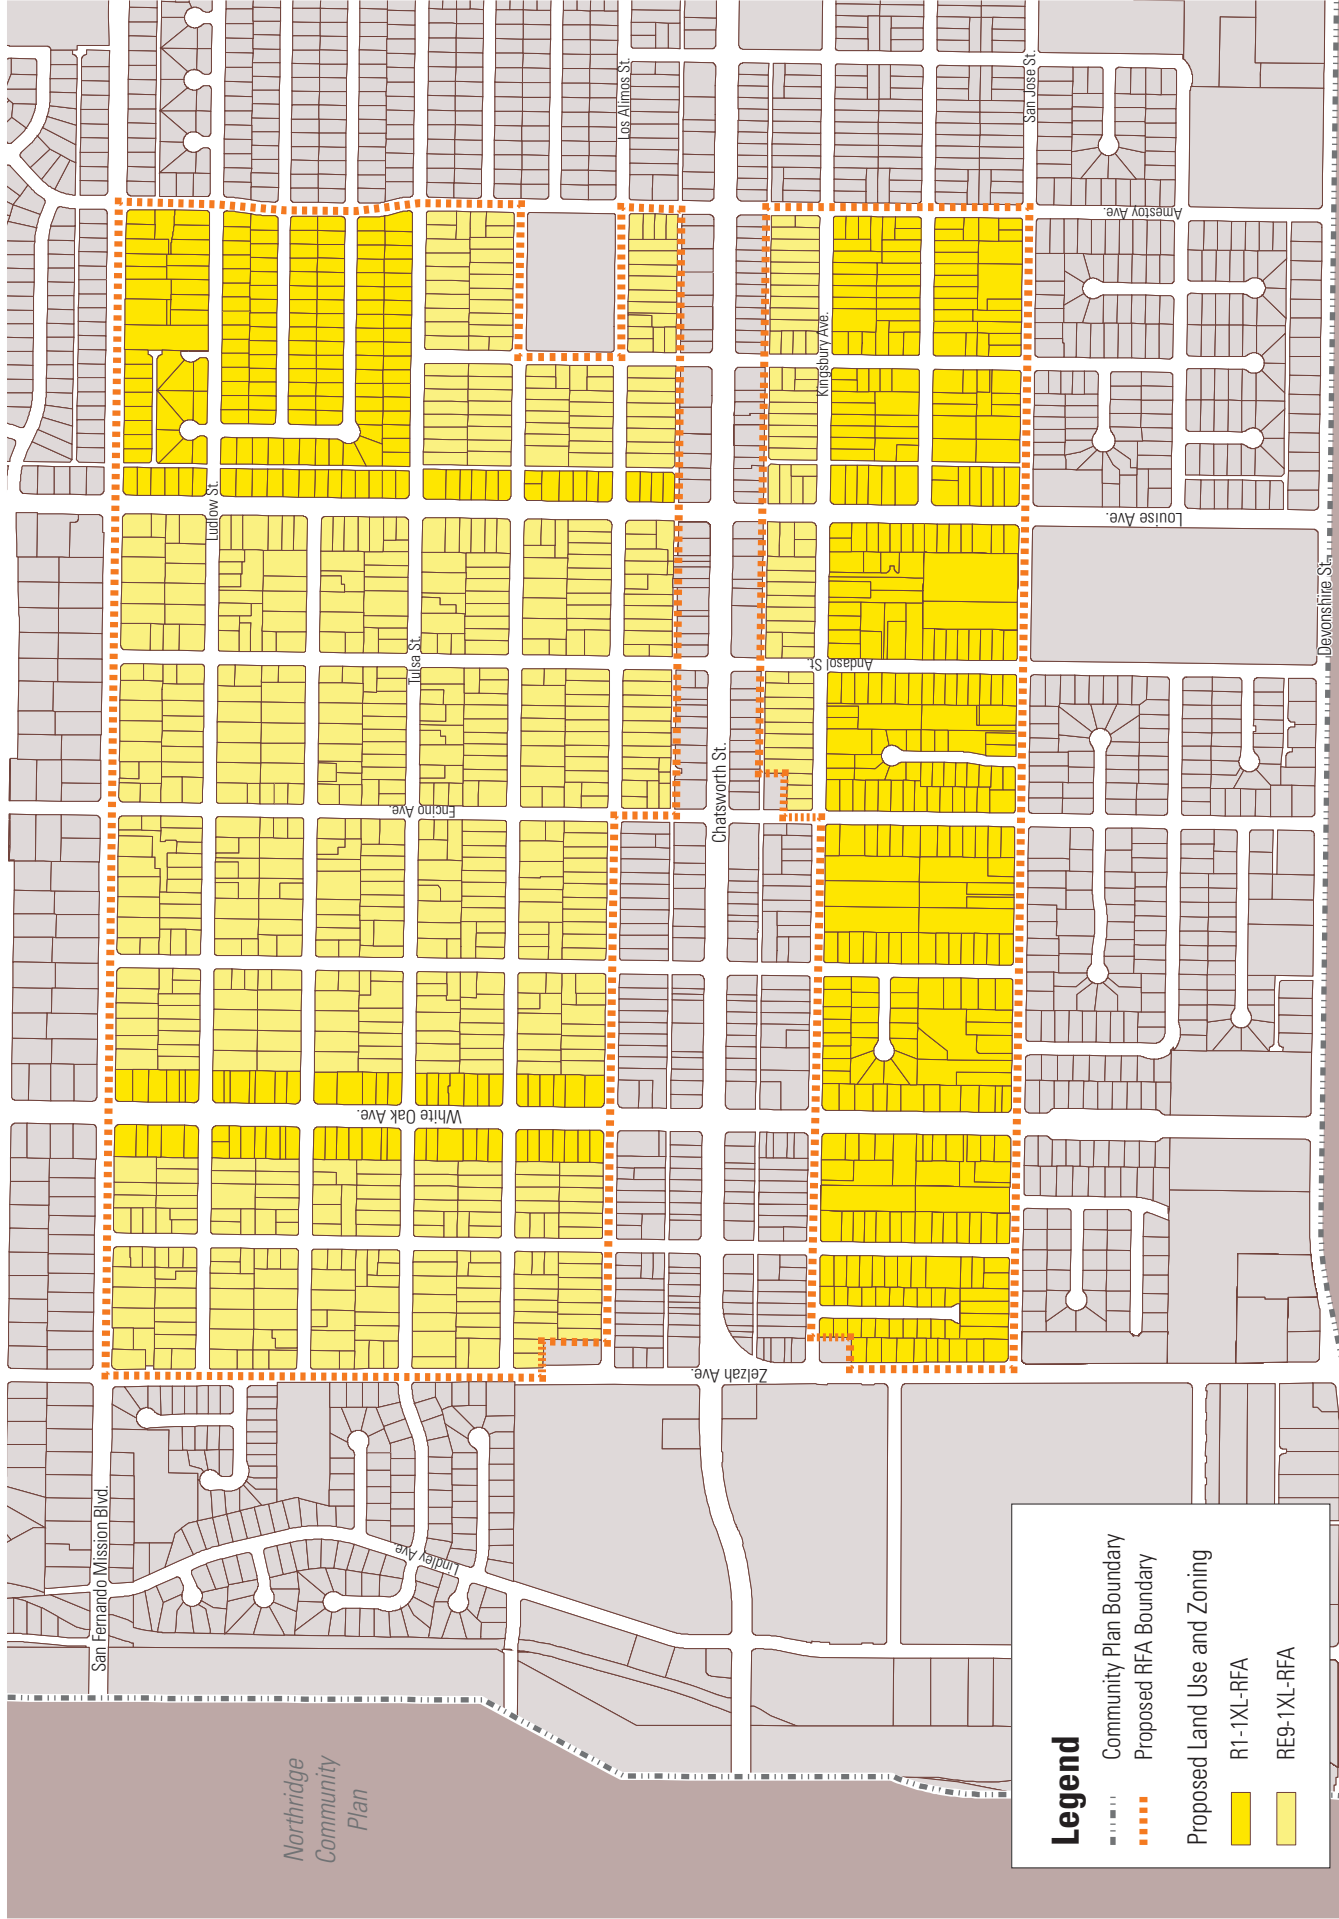 San Fernando Mission Blvd.
Ludlow St.
Tulsa St.
Los Alimos St.
Chatsworth St.
Kingsbury Ave.
San Jose St.
Devonshire St.
Zelzah Ave.
White Oak Ave.
Encino Ave.
Andasol St.
Louise Ave.
Amestoy Ave.
Lindley Ave.
Northridge
Community
Plan
Legend
Community Plan Boundary
Proposed RFA Boundary
Proposed Land Use and Zoning
R1-1XL-RFA
RE9-1XL-RFA